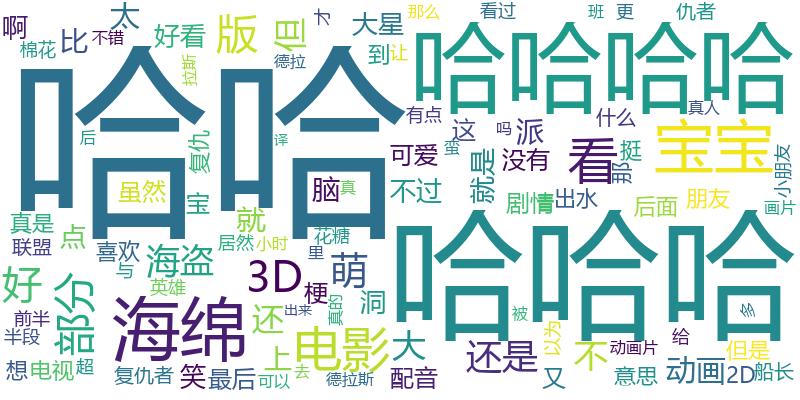 啊
太
棉花
比
不错
好看
拉斯
版
但
德拉
才
大星
到
那么
让
看过
班
更
仇者
哈哈
哈哈哈哈
后
复仇
译
虽然
宝
脑
真
可爱
有点
不过
这
吗
蛮
就是
派
没有
什么
看
那
挺
真人
宝宝
小朋友
画片
出水
剧情
后面
朋友
真是
点
联盟
喜欢
与
海盗
就
居然
小时
花糖
里
哈哈哈
好
部分
英雄
3D
梗
萌
洞
前半
半段
海绵
还
出来
真的
电影
上
大
还是
被
又
以为
不
动画片
给
多
但是
想
电视
超
复仇者
笑
最后
可以
去
德拉斯
配音
意思
动画
2D
船长